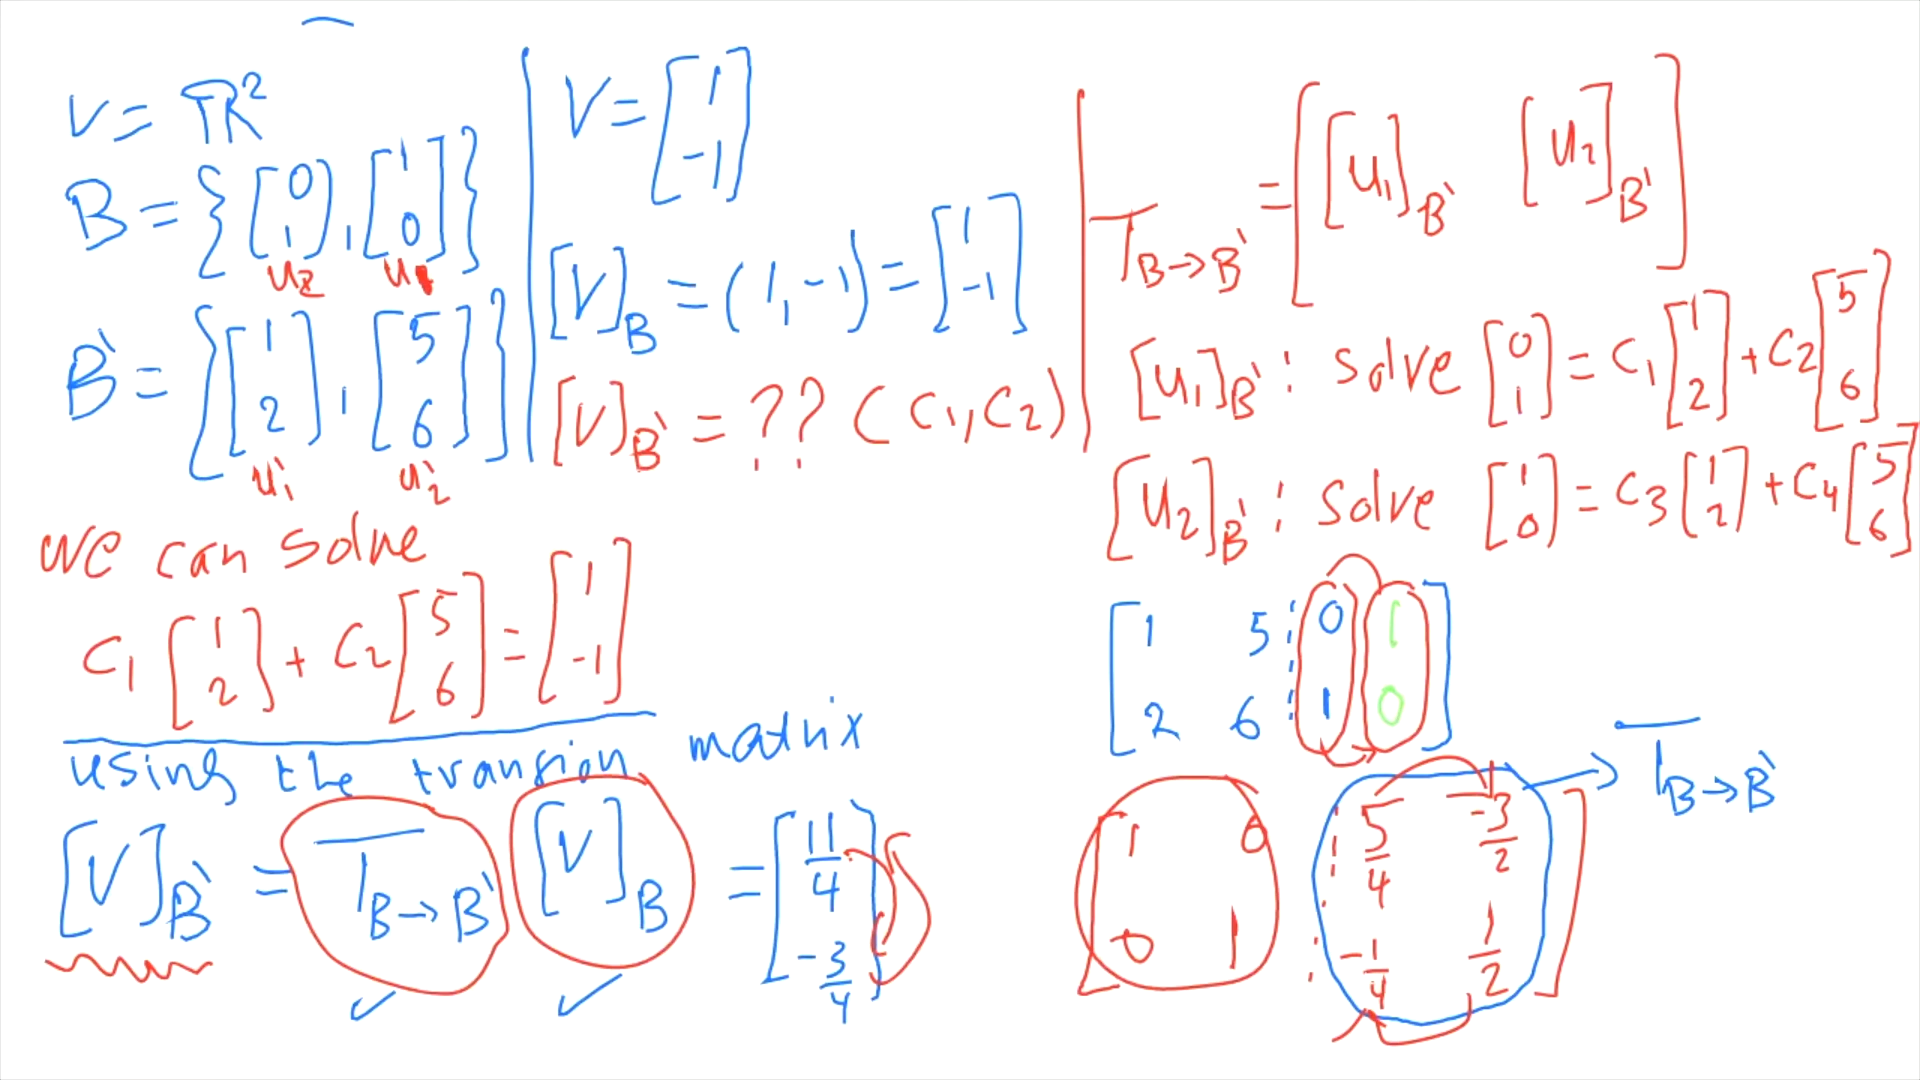 V = ℝ²
B = {[0 1], [1 0]}
u₂ u₁
B` = {[1 2], [5 6]}
u₁` u₂`
V = [1 -1]
[V]_B = (1, -1) = [1 -1]
[V]_B` = ?? (C₁, C₂)
we can solve
C₁ [1 2] + C₂ [5 6] = [1 -1]
using the transion matrix
[V]_B` = T_B→B` [V]_B = [11/4 -3/4]
T_B→B` = [[u₁]_B` [u₂]_B`]
[u₁]_B` : solve [0 1] = C₁ [1 2] + C₂ [5 6]
[u₂]_B` : solve [1 0] = C₃ [1 2] + C₄ [5 6]
[1 5 ⋮ 0 1
2 6 ⋮ 1 0]
T_B→B`
[1 0 ⋮ 5/4 -3/2
0 1 ⋮ -1/4 1/2]